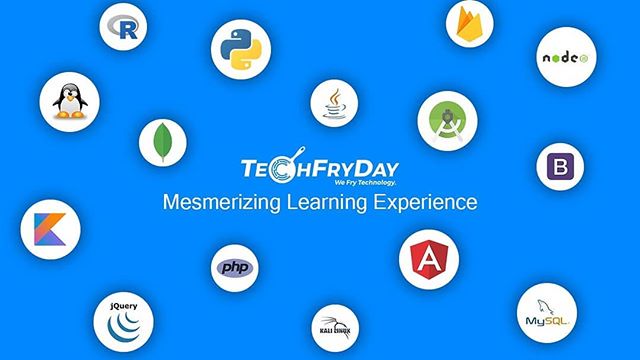 R
node
TECHFRYDAY
We Fry Technology.
B
Mesmerizing Learning Experience
php
A
jQuery
KALI LINUX
MySQL